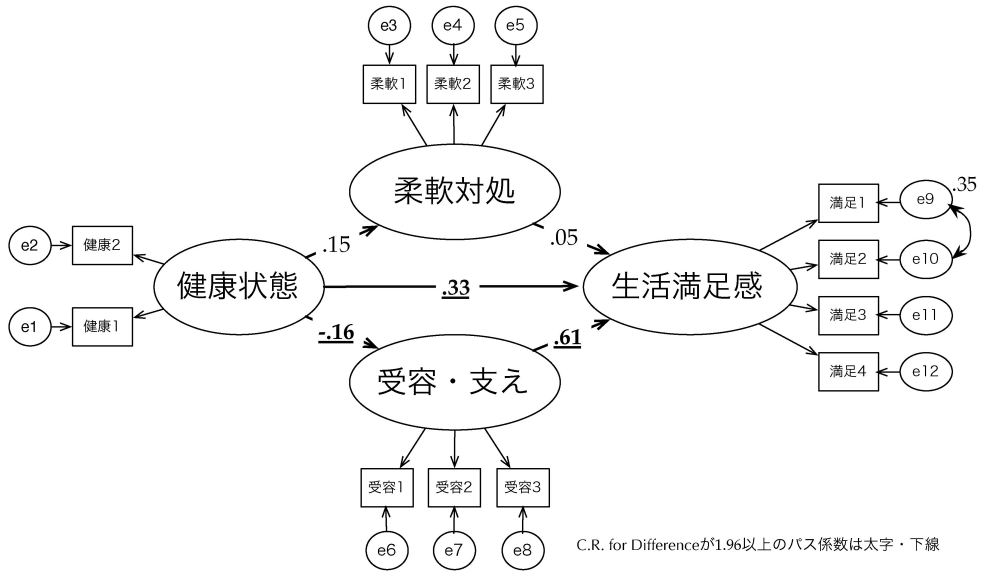 e3
e4
e5
柔軟1
柔軟2
柔軟3
柔軟対処
.15
.05
e2
健康2
e1
健康1
健康状態
.33
生活満足感
-.16
.61
受容・支え
満足1
e9
.35
満足2
e10
満足3
e11
満足4
e12
受容1
受容2
受容3
e6
e7
e8
C.R. for Differenceが1.96以上のパス係数は太字・下線